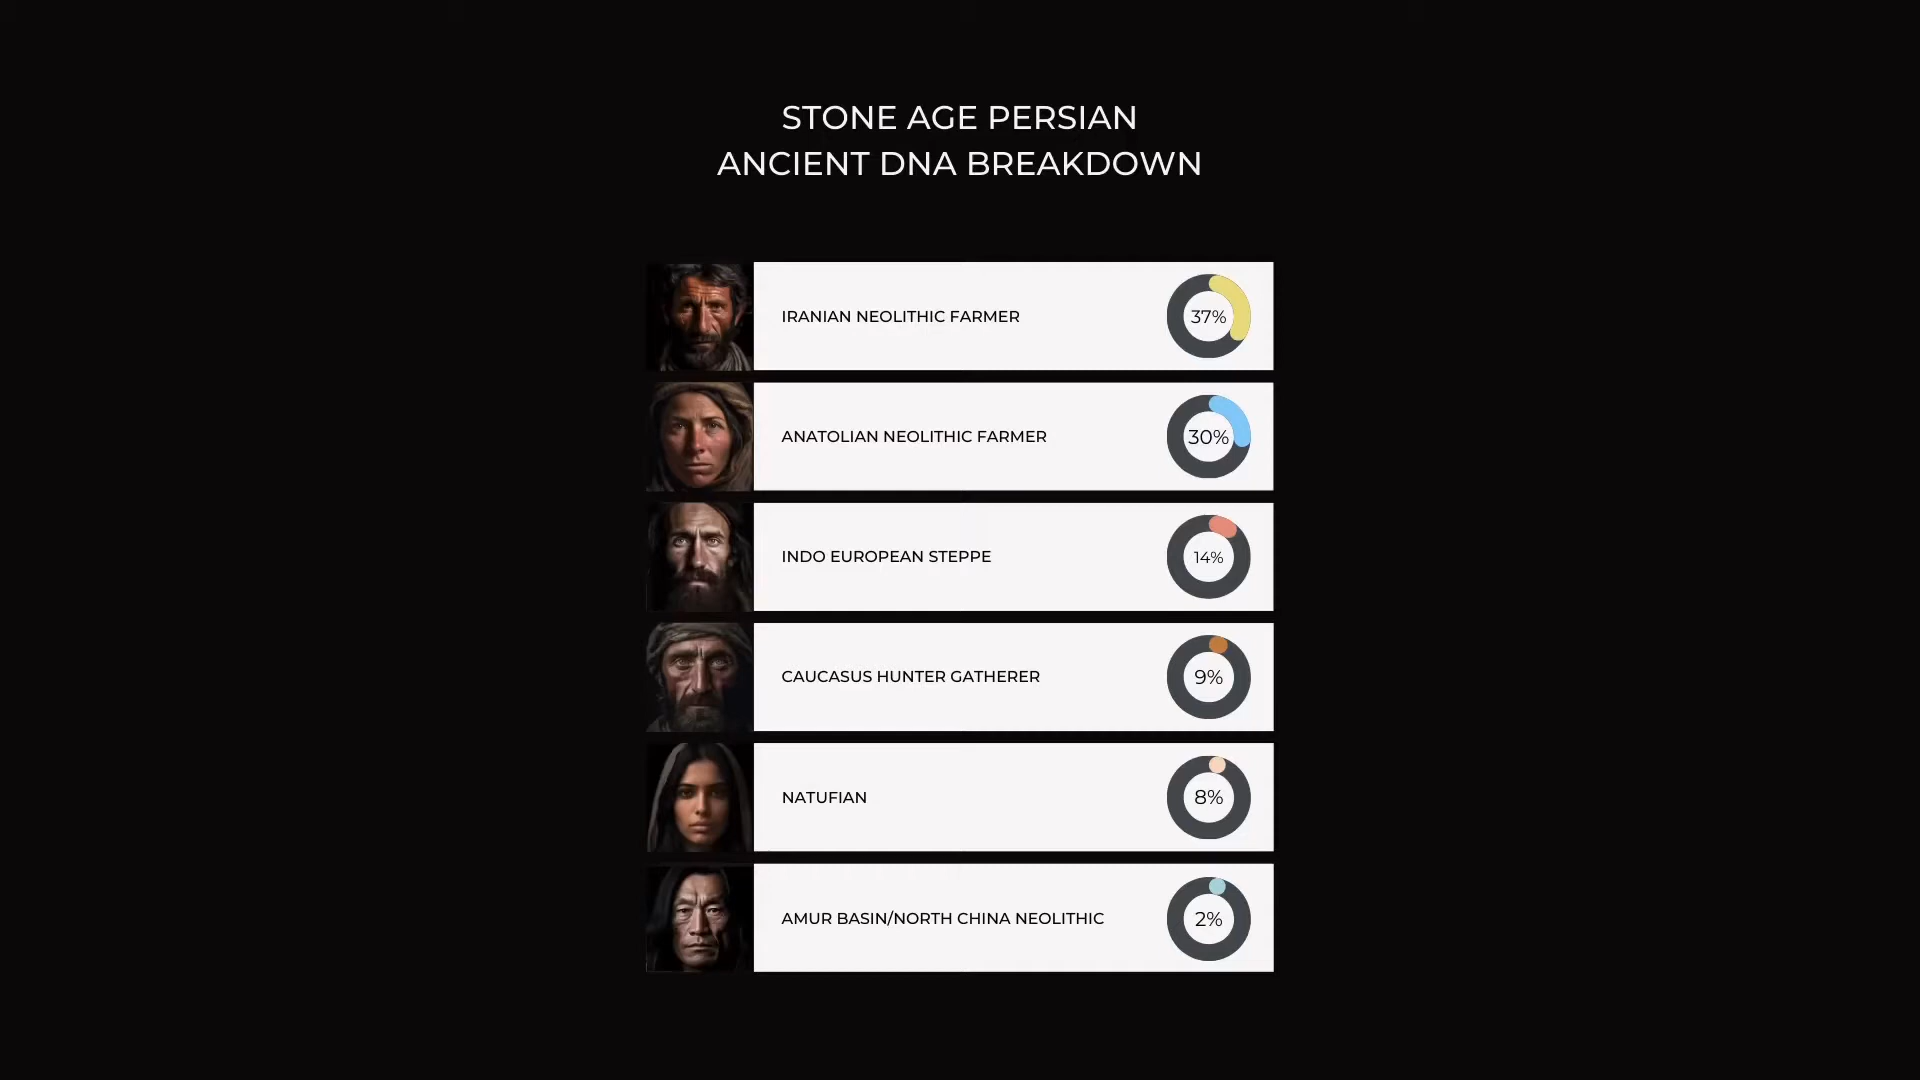 STONE AGE PERSIAN
ANCIENT DNA BREAKDOWN
IRANIAN NEOLITHIC FARMER
37%
ANATOLIAN NEOLITHIC FARMER
30%
INDO EUROPEAN STEPPE
14%
CAUCASUS HUNTER GATHERER
9%
NATUFIAN
8%
AMUR BASIN/NORTH CHINA NEOLITHIC
2%